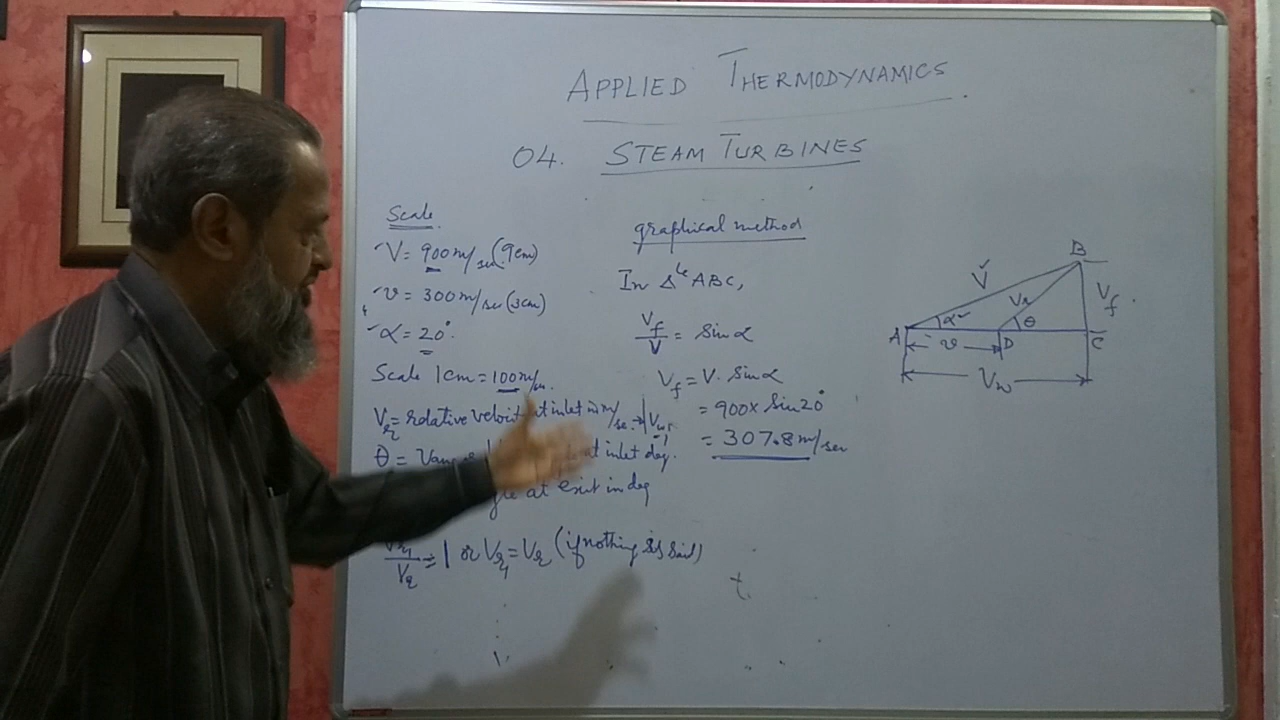 APPLIED THERMODYNAMICS
04. STEAM TURBINES
Scale
V = 900 m/sec (9cm)
v = 300 m/sec (3cm)
α = 20°.
Scale 1cm = 100 m/sec.
Vr = relative velocity at inlet in m/sec
θ = at inlet deg.
at exit in deg
Vr1/Vr = 1 or Vr1 = Vr (if nothing is said)
graphical method
In Δle ABC,
Vf/V = Sin α
Vf = V. Sin α
= 900 x Sin 20°
= 307.8 m/sec
B
V
Vr
Vf
α
θ
A
v
D
C
Vw